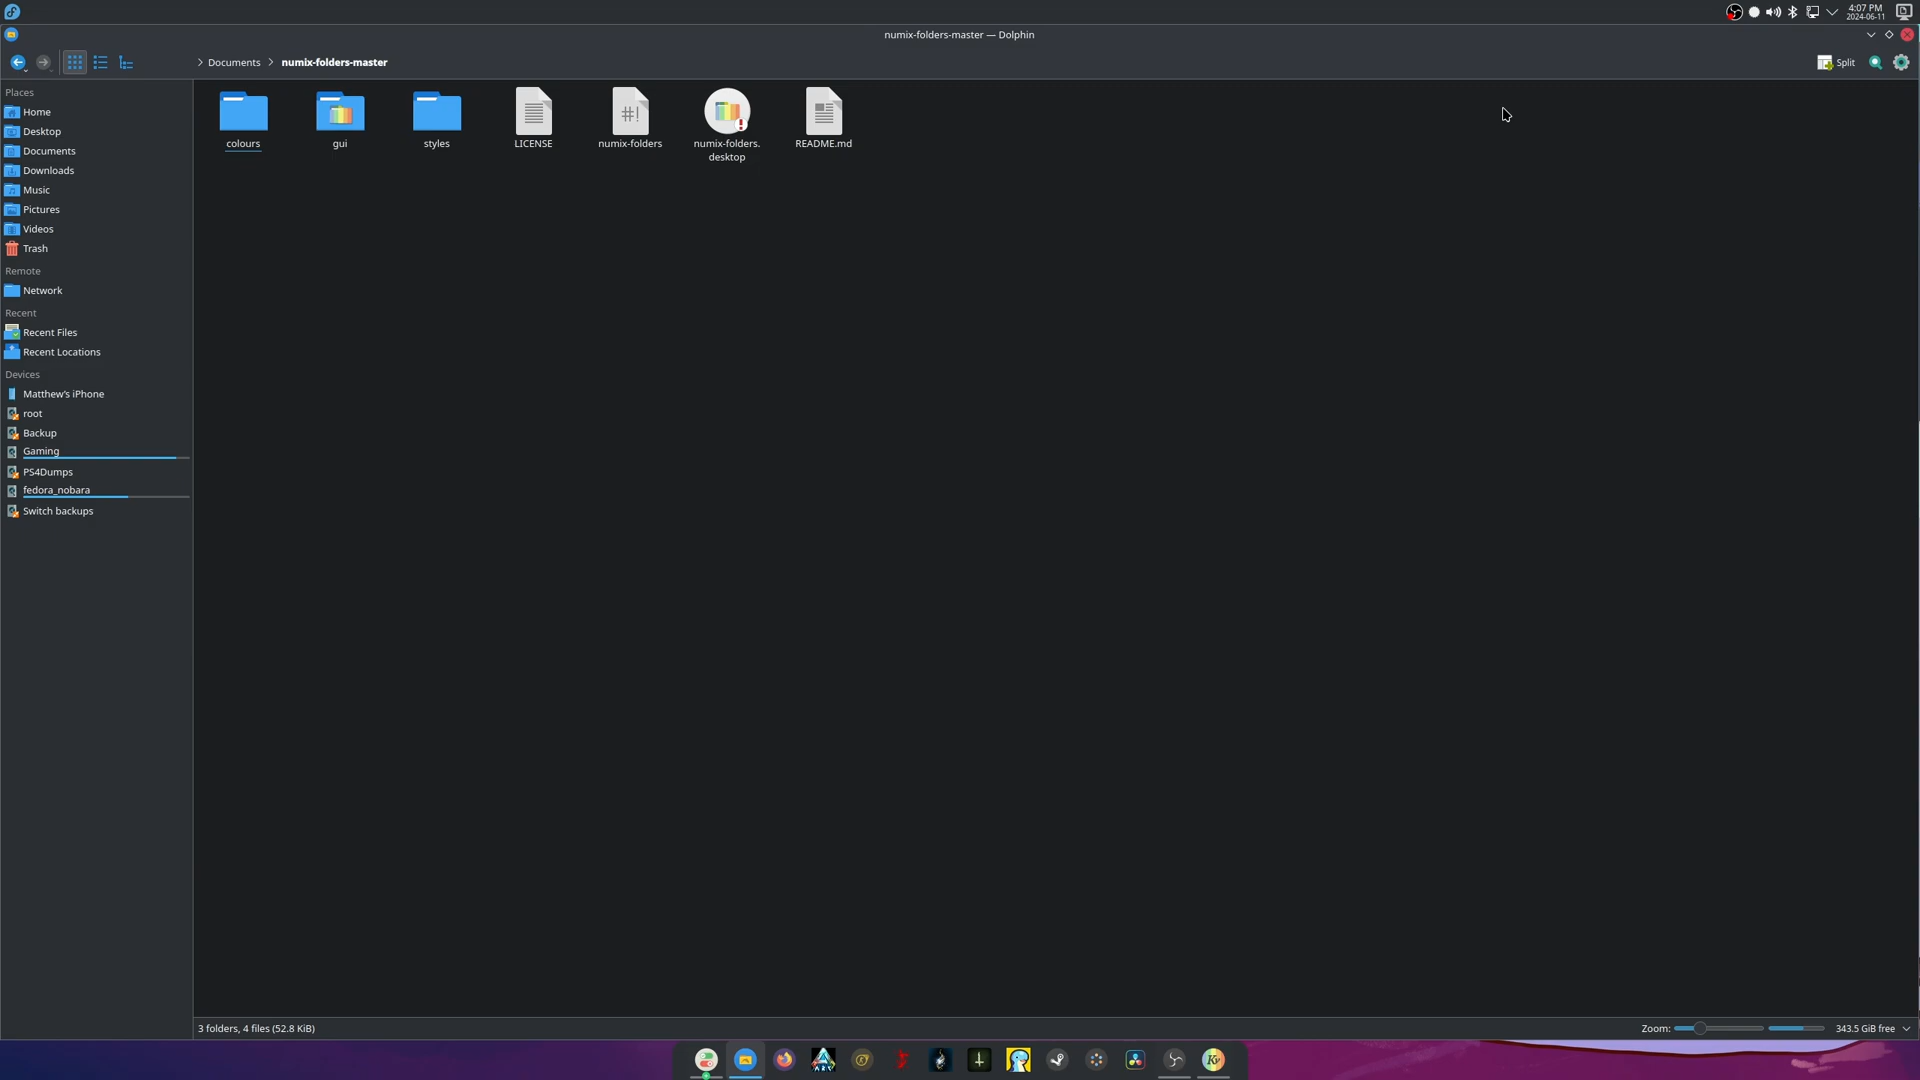 4:07 PM
2024-06-11
numix-folders-master — Dolphin
Documents
numix-folders-master
Split
Places
Home
Desktop
Documents
Downloads
Music
Pictures
Videos
Trash
Remote
Network
Recent
Recent Files
Recent Locations
Devices
Matthew's iPhone
root
Backup
Gaming
PS4Dumps
fedora_nobara
Switch backups
colours
gui
styles
LICENSE
#!
numix-folders
numix-folders.
desktop
README.md
3 folders, 4 files (52.8 KiB)
Zoom:
343.5 GiB free
ARK
Kv